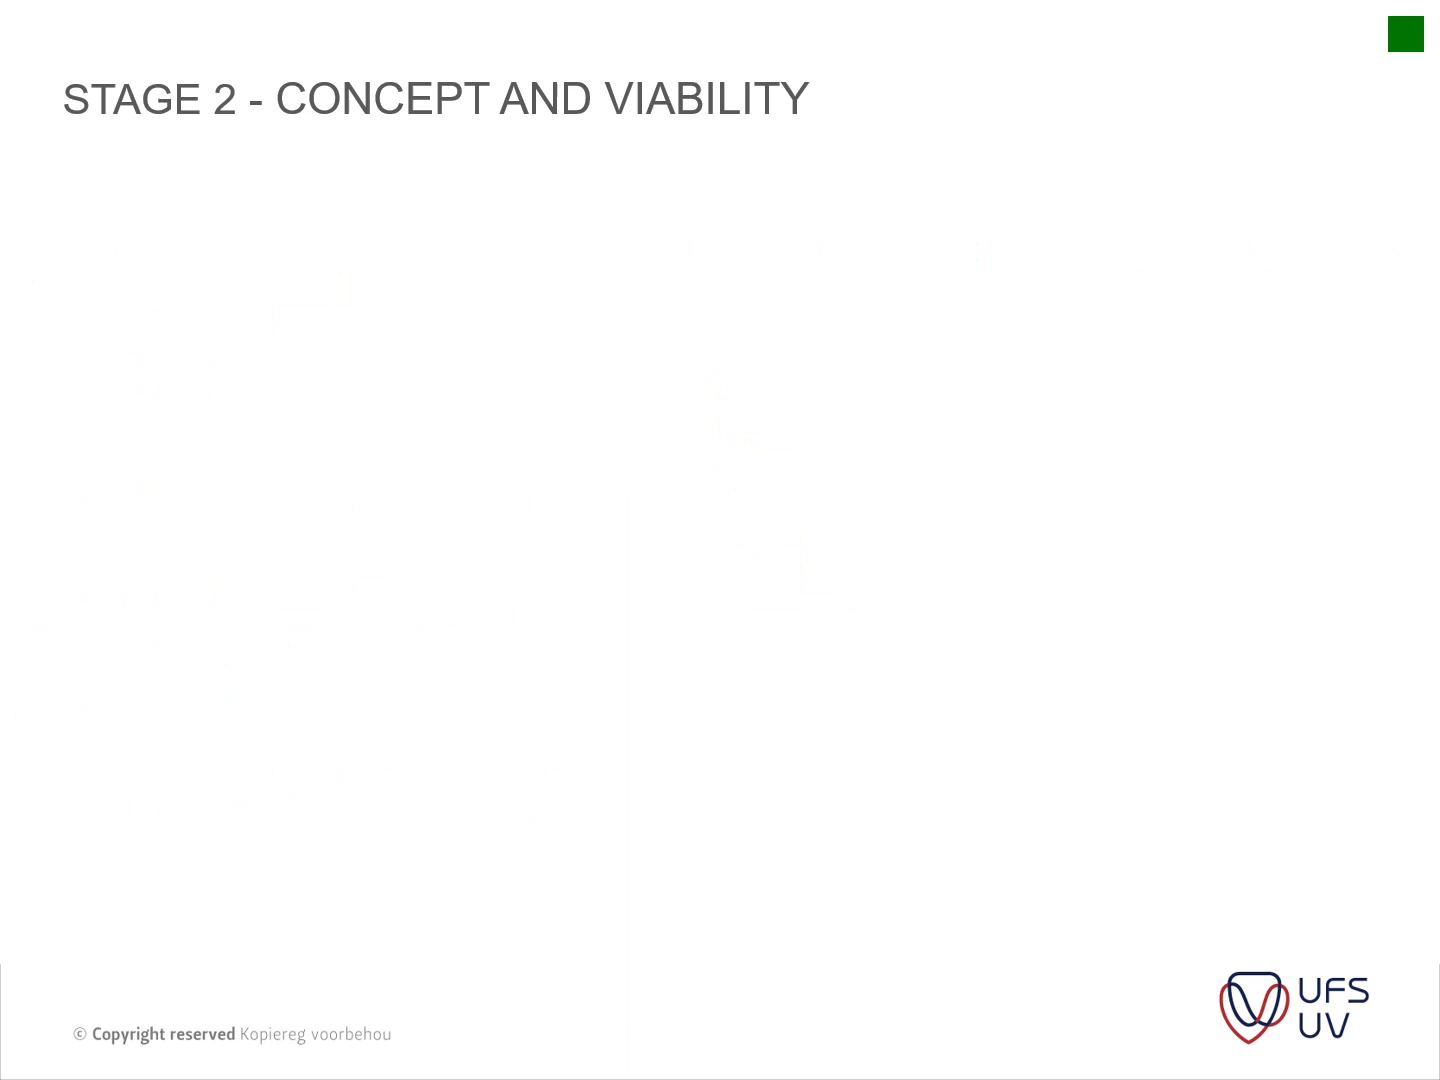 STAGE 2 - CONCEPT AND VIABILITY
© Copyright reserved Kopiereg voorbehou
UFS
UV